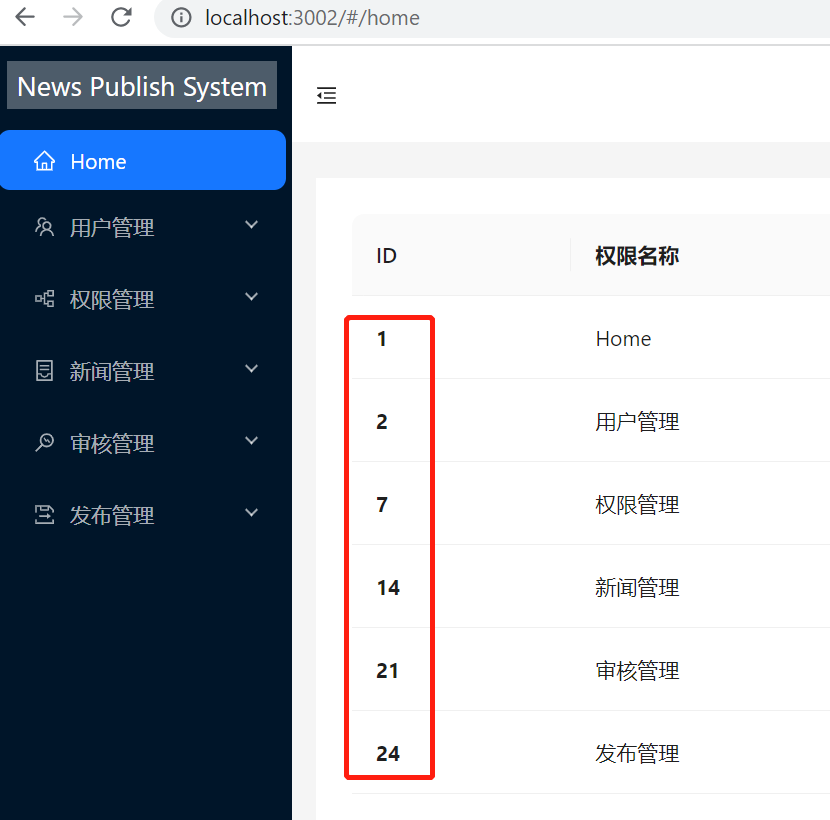 localhost:3002/#/home
News Publish System
Home
用户管理
权限管理
新闻管理
审核管理
发布管理
ID 权限名称
1 Home
2 用户管理
7 权限管理
14 新闻管理
21 审核管理
24 发布管理